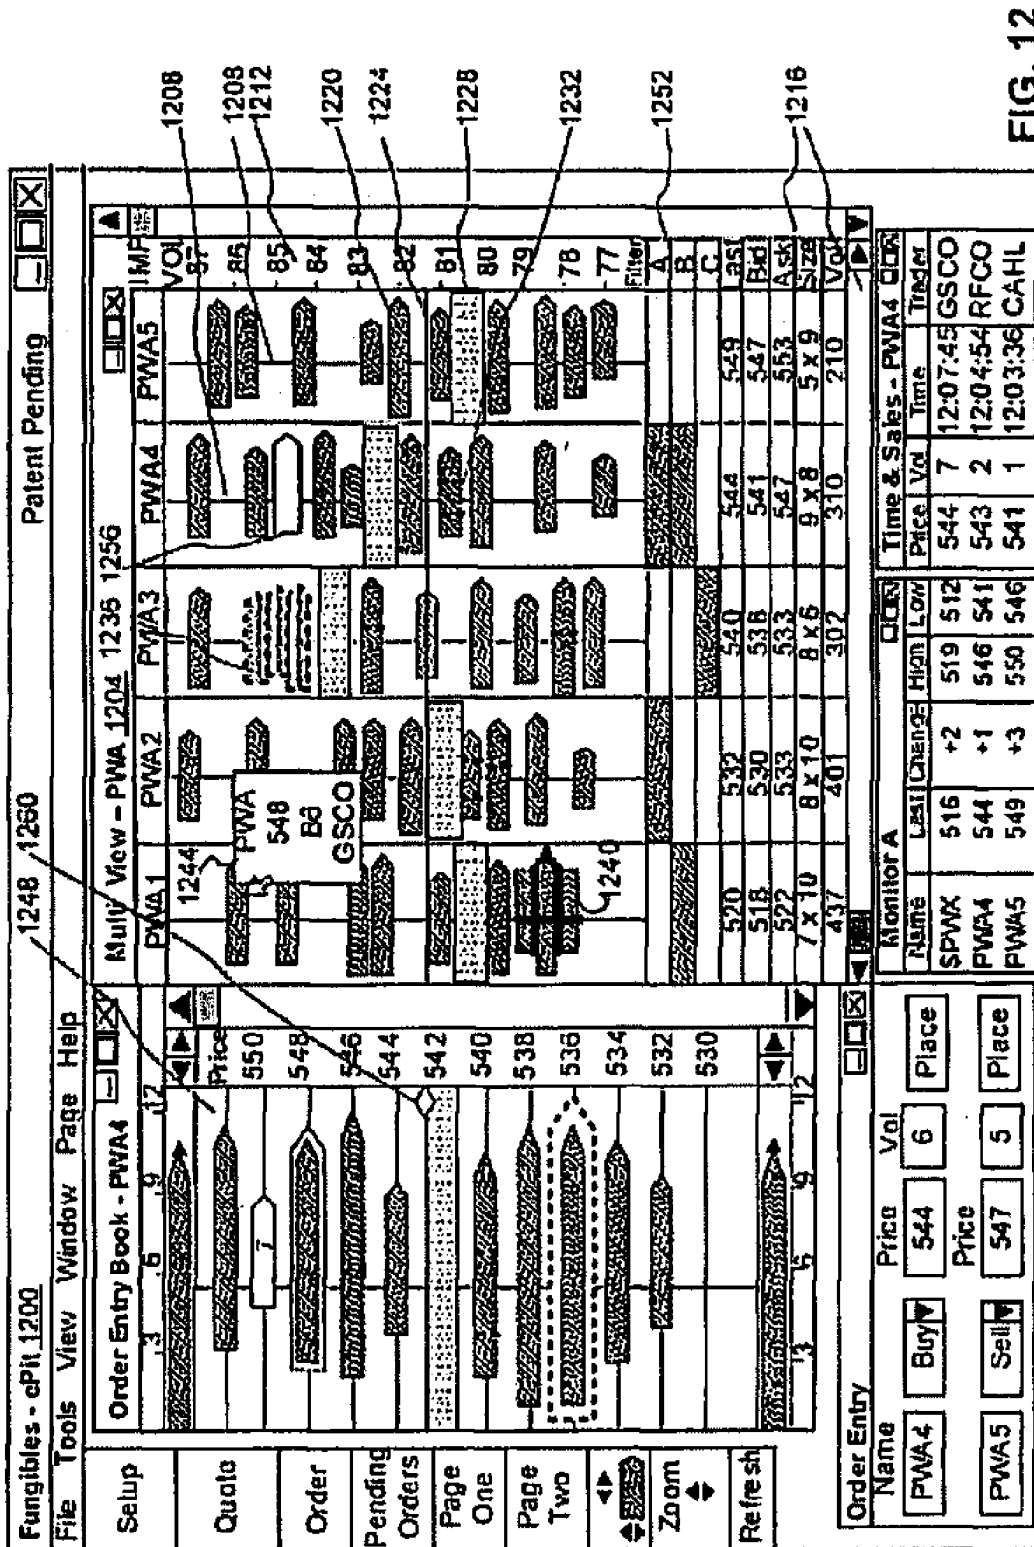 Fungibles - ePit 1200
Patent Pending
File Tools View Window Page Help
Setup
Quote
Order
Pending
Orders
Page
One
Page
Two
Zoom
Refresh
1248
1260
Order Entry Book - PWA4
3 6 9 12
Price
550
548
546
544
542
540
538
536
534
532
530
3 6 9 12
Multi View - PWA 1204
1236
1256
PWA1 PWA2 PWA3 PWA4 PWA5
IMP
VOL
87
86
85
84
83
82
81
80
79
78
77
Filter
1244
PWA
548
Bd
GSCO
1240
A
B
C
520 532 540 544 549 Last
518 530 538 541 547 Bid
522 533 533 547 553 Ask
7 x 10 8 x 10 8 x 6 9 x 8 5 x 9 Size
437 401 302 310 210 Vol
1208
1208
1212
1220
1224
1228
1232
1252
1216
Order Entry
Name Price Vol
PWA4 Buy 544 6 Place
Price
PWA5 Sell 547 5 Place
Monitor A
Name Last Change High Low
SPWX 516 +2 519 512
PWA4 544 +1 546 541
PWA5 549 +3 550 546
Time & Sales - PWA4
Price Vol Time Trader
544 7 12:07:45 GSCO
543 2 12:04:54 RFCO
541 1 12:03:36 CAHL
FIG. 12